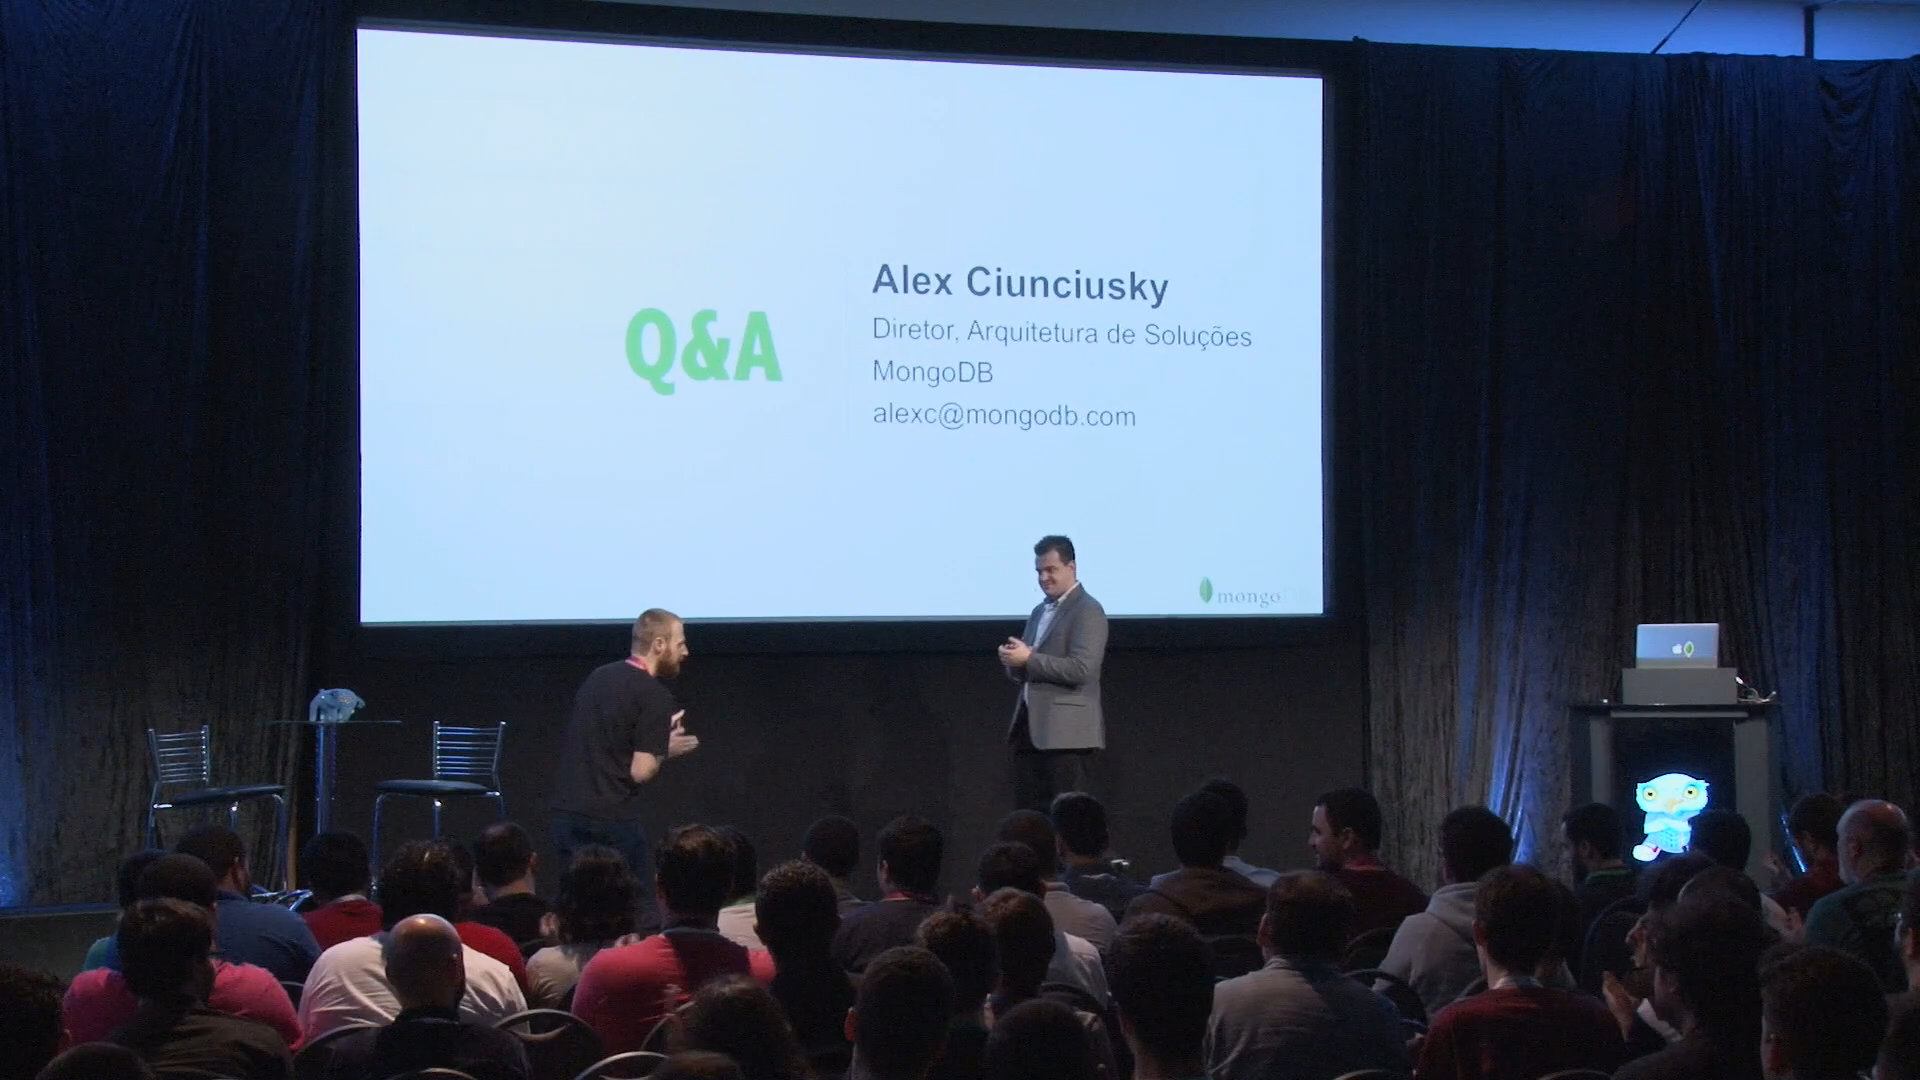 Q&A
Alex Ciunciusky
Diretor, Arquitetura de Soluções
MongoDB
alexc@mongodb.com
mongo